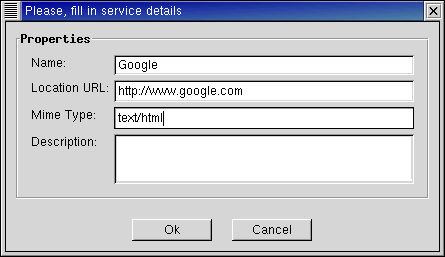 Please, fill in service details
Properties
Name: Google
Location URL: http://www.google.com
Mime Type: text/html
Description:
Ok Cancel